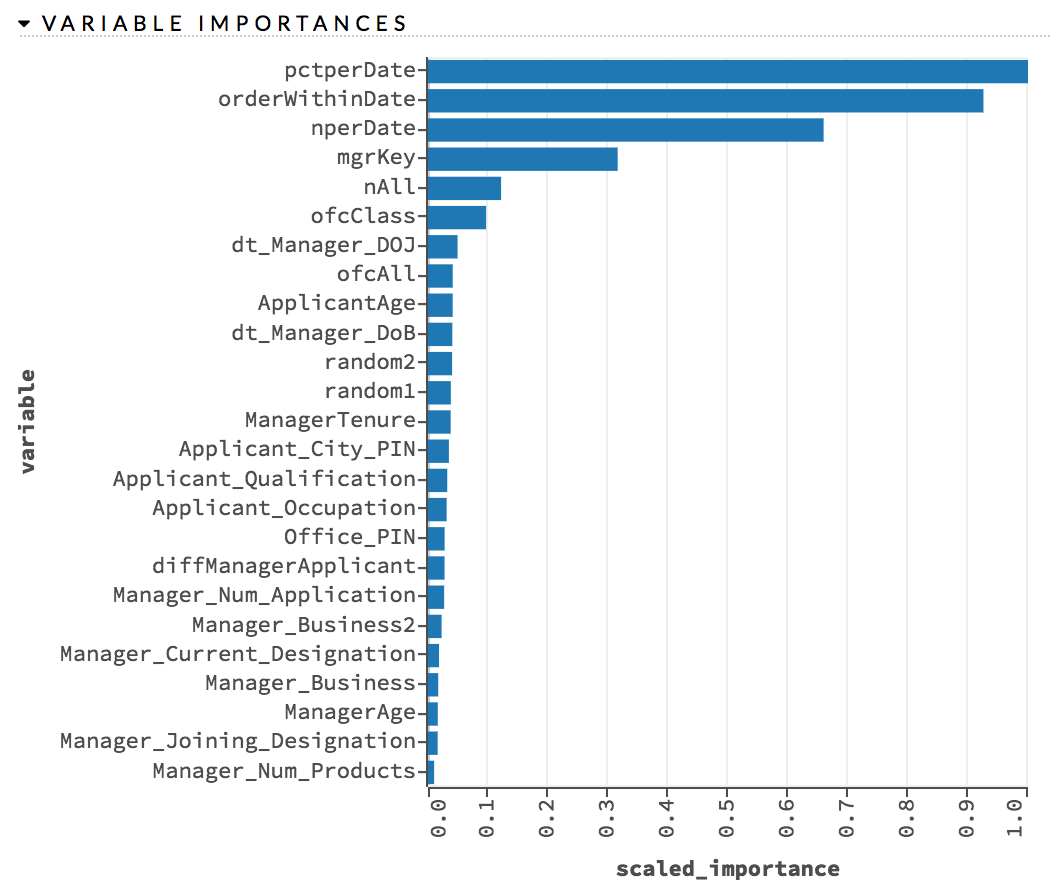 VARIABLE IMPORTANCES
pctperDate
orderWithinDate
nperDate
mgrKey
nAll
ofcClass
dt_Manager_DOJ
ofcAll
ApplicantAge
dt_Manager_DoB
random2
random1
ManagerTenure
Applicant_City_PIN
Applicant_Qualification
Applicant_Occupation
Office_PIN
diffManagerApplicant
Manager_Num_Application
Manager_Business2
Manager_Current_Designation
Manager_Business
ManagerAge
Manager_Joining_Designation
Manager_Num_Products
variable
0.0 0.1 0.2 0.3 0.4 0.5 0.6 0.7 0.8 0.9 1.0
scaled_importance